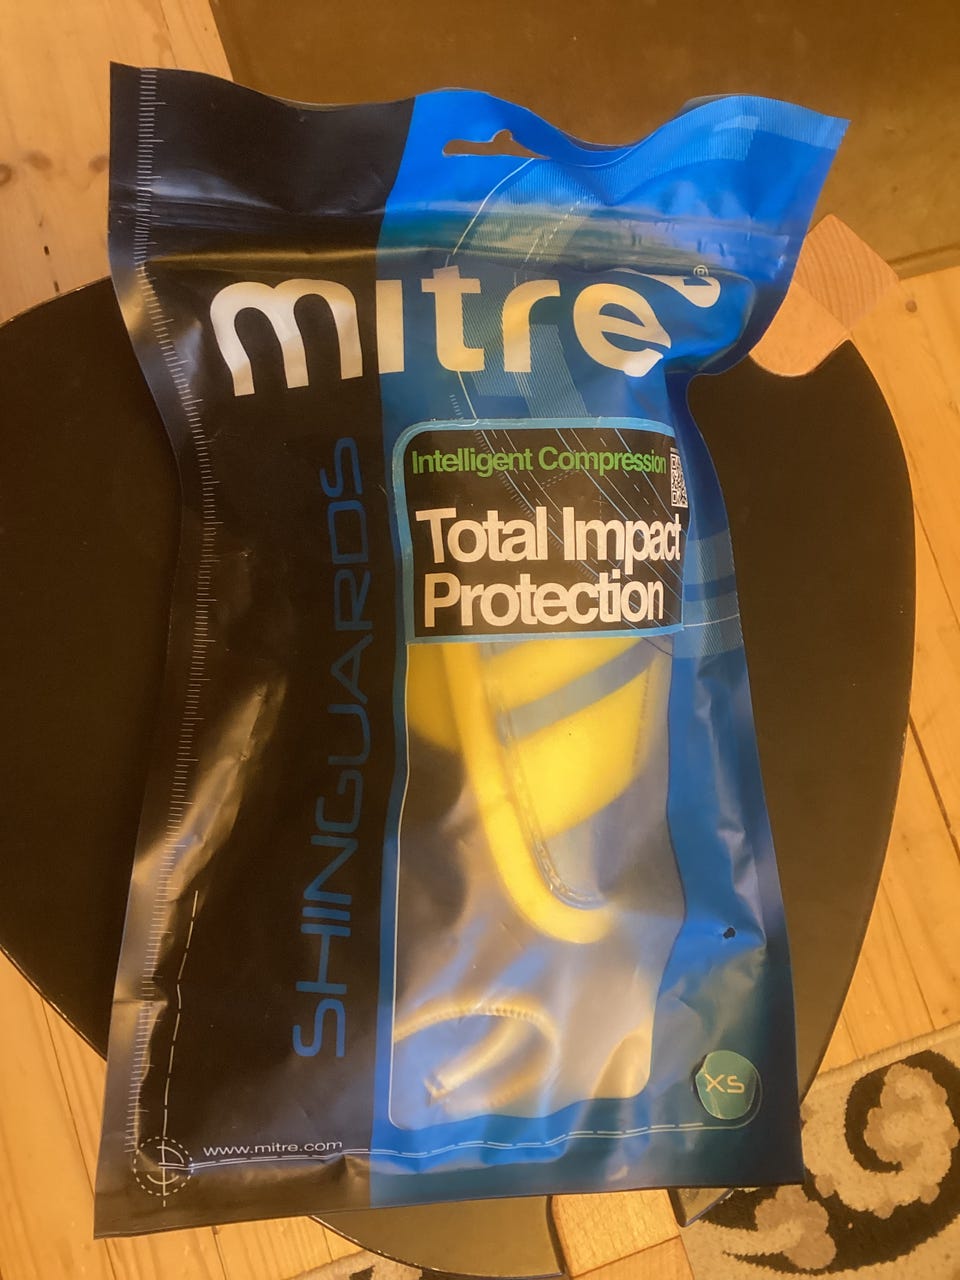 mitre®
Intelligent Compression
Total Impact
Protection
SHINGUARDS
XS
www.mitre.com